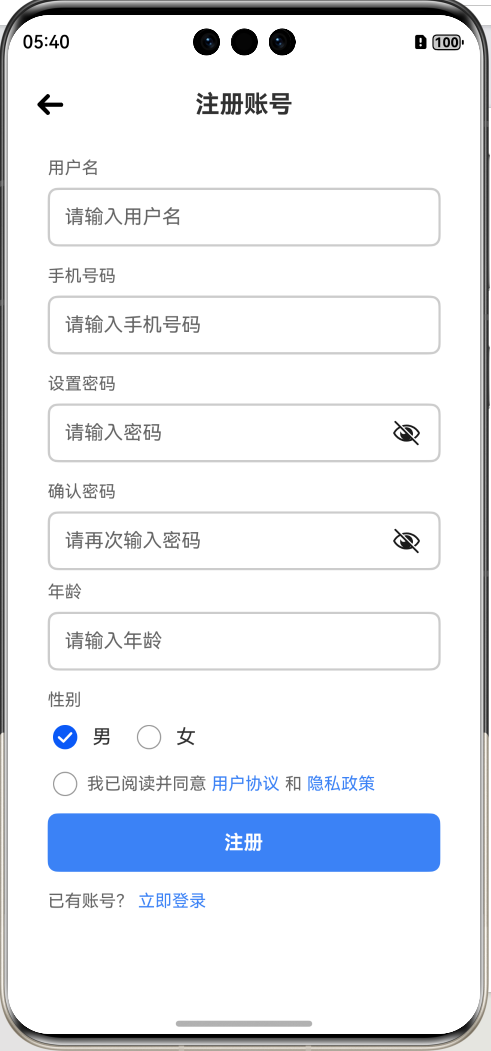 05:40
100
注册账号
用户名
请输入用户名
手机号码
请输入手机号码
设置密码
请输入密码
确认密码
请再次输入密码
年龄
请输入年龄
性别
男 女
我已阅读并同意 用户协议 和 隐私政策
注册
已有账号？ 立即登录